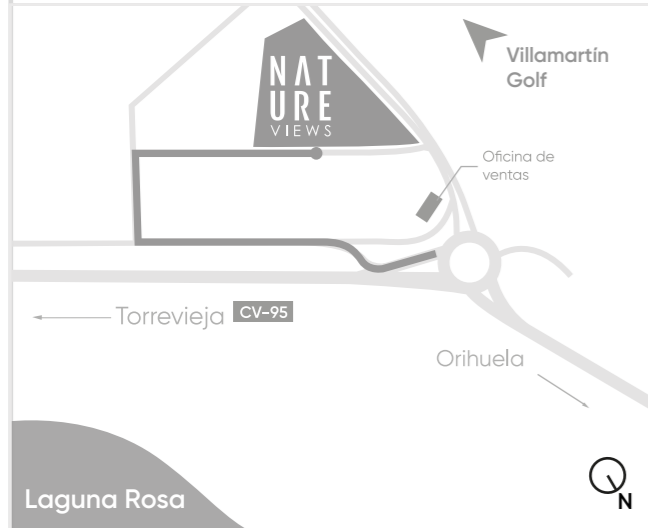 NAT
URE
VIEWS
Villamartín
Golf
Oficina de
ventas
Torrevieja CV-95
Orihuela
Laguna Rosa
N